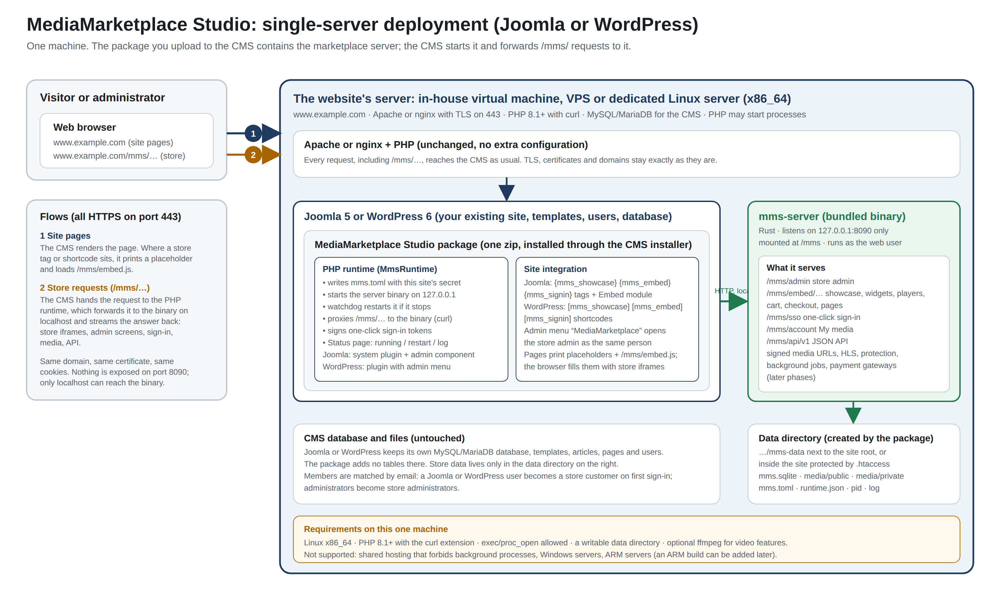 MediaMarketplace Studio: single-server deployment (Joomla or WordPress)
One machine. The package you upload to the CMS contains the marketplace server; the CMS starts it and forwards /mms/ requests to it.
Visitor or administrator
Web browser
www.example.com (site pages)
www.example.com/mms/… (store)
1
2
Flows (all HTTPS on port 443)
1 Site pages
The CMS renders the page. Where a store
tag or shortcode sits, it prints a placeholder
and loads /mms/embed.js.
2 Store requests (/mms/…)
The CMS hands the request to the PHP
runtime, which forwards it to the binary on
localhost and streams the answer back:
store iframes, admin screens, sign-in,
media, API.
Same domain, same certificate, same
cookies. Nothing is exposed on port 8090;
only localhost can reach the binary.
The website's server: in-house virtual machine, VPS or dedicated Linux server (x86_64)
www.example.com · Apache or nginx with TLS on 443 · PHP 8.1+ with curl · MySQL/MariaDB for the CMS · PHP may start processes
Apache or nginx + PHP (unchanged, no extra configuration)
Every request, including /mms/…, reaches the CMS as usual. TLS, certificates and domains stay exactly as they are.
Joomla 5 or WordPress 6 (your existing site, templates, users, database)
MediaMarketplace Studio package (one zip, installed through the CMS installer)
PHP runtime (MmsRuntime)
• writes mms.toml with this site's secret
• starts the server binary on 127.0.0.1
• watchdog restarts it if it stops
• proxies /mms/… to the binary (curl)
• signs one-click sign-in tokens
• Status page: running / restart / log
Joomla: system plugin + admin component
WordPress: plugin with admin menu
Site integration
Joomla: {mms_showcase} {mms_embed}
{mms_signin} tags + Embed module
WordPress: [mms_showcase] [mms_embed]
[mms_signin] shortcodes
Admin menu “MediaMarketplace” opens
the store admin as the same person
Pages print placeholders + /mms/embed.js;
the browser fills them with store iframes
HTTP,
mms-server (bundled binary)
Rust · listens on 127.0.0.1:8090 only
mounted at /mms · runs as the web user
What it serves
/mms/admin store admin
/mms/embed/… showcase, widgets, players,
cart, checkout, pages
/mms/sso one-click sign-in
/mms/account My media
/mms/api/v1 JSON API
signed media URLs, HLS, protection,
background jobs, payment gateways
(later phases)
CMS database and files (untouched)
Joomla or WordPress keeps its own MySQL/MariaDB database, templates, articles, pages and users.
The package adds no tables there. Store data lives only in the data directory on the right.
Members are matched by email: a Joomla or WordPress user becomes a store customer on first sign-in;
administrators become store administrators.
Data directory (created by the package)
…/mms-data next to the site root, or
inside the site protected by .htaccess
mms.sqlite · media/public · media/private
mms.toml · runtime.json · pid · log
Requirements on this one machine
Linux x86_64 · PHP 8.1+ with the curl extension · exec/proc_open allowed · a writable data directory · optional ffmpeg for video features.
Not supported: shared hosting that forbids background processes, Windows servers, ARM servers (an ARM build can be added later).